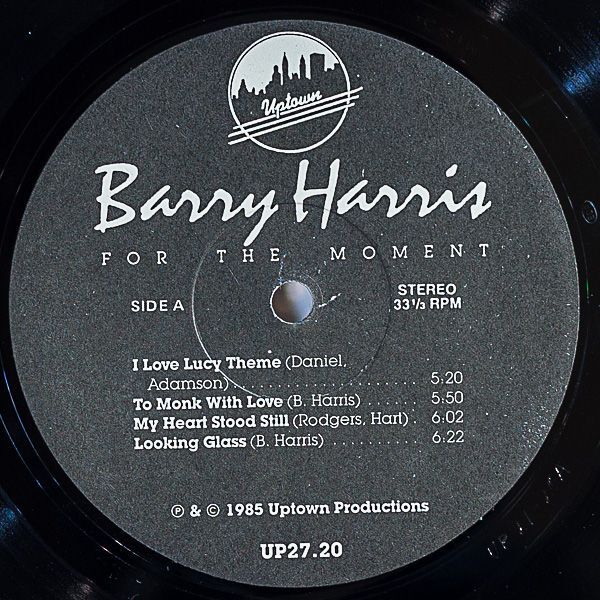 Uptown
Barry Harris
FOR THE MOMENT
SIDE A
STEREO
33 1/3 RPM
I Love Lucy Theme (Daniel,
Adamson) . . . . . . . . . . . . . . . . . . . . . 5:20
To Monk With Love (B. Harris) . . . . . . . 5:50
My Heart Stood Still (Rodgers, Hart) . 6:02
Looking Glass (B. Harris) . . . . . . . . . . 6:22
℗ & © 1985 Uptown Productions
UP27.20